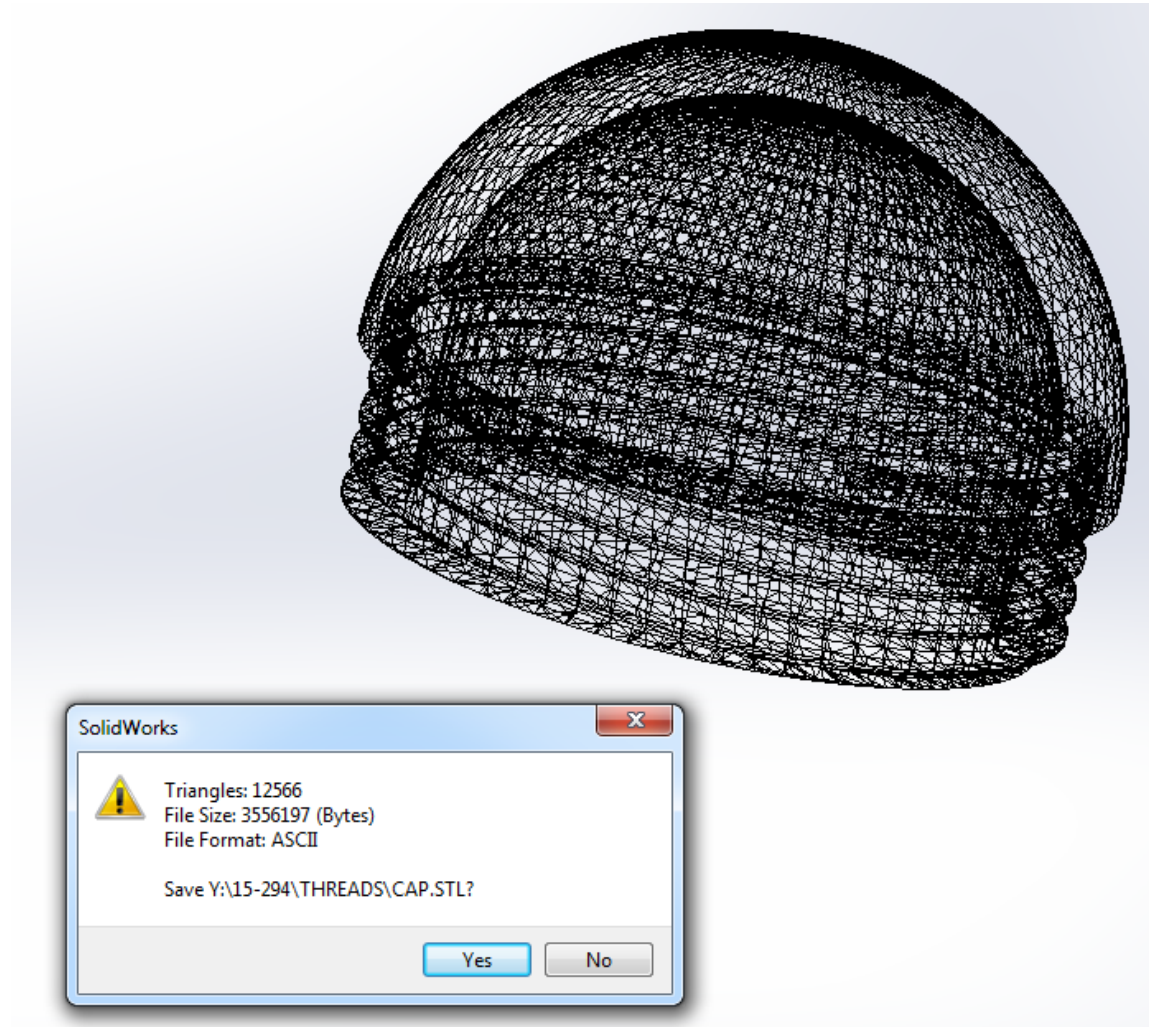 SolidWorks
Triangles: 12566
File Size: 3556197 (Bytes)
File Format: ASCII
Save Y:\15-294\THREADS\CAP.STL?
Yes No